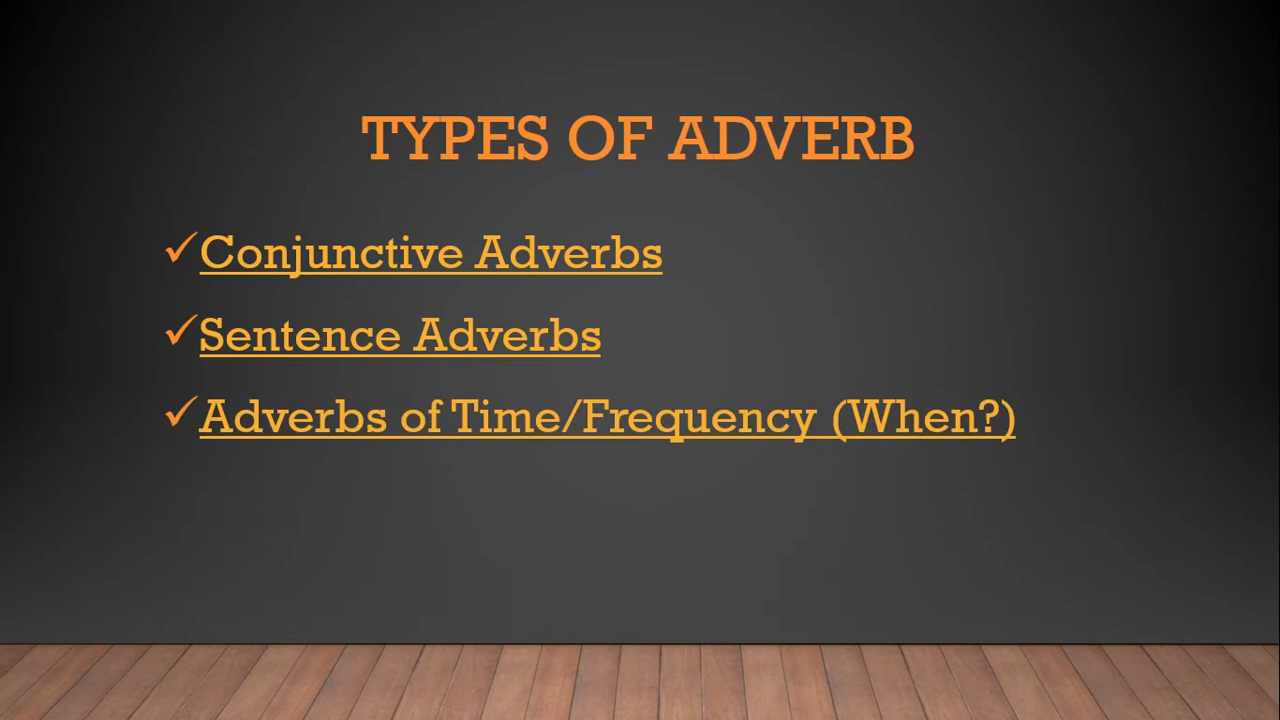 TYPES OF ADVERB
✓Conjunctive Adverbs
✓Sentence Adverbs
✓Adverbs of Time/Frequency (When?)